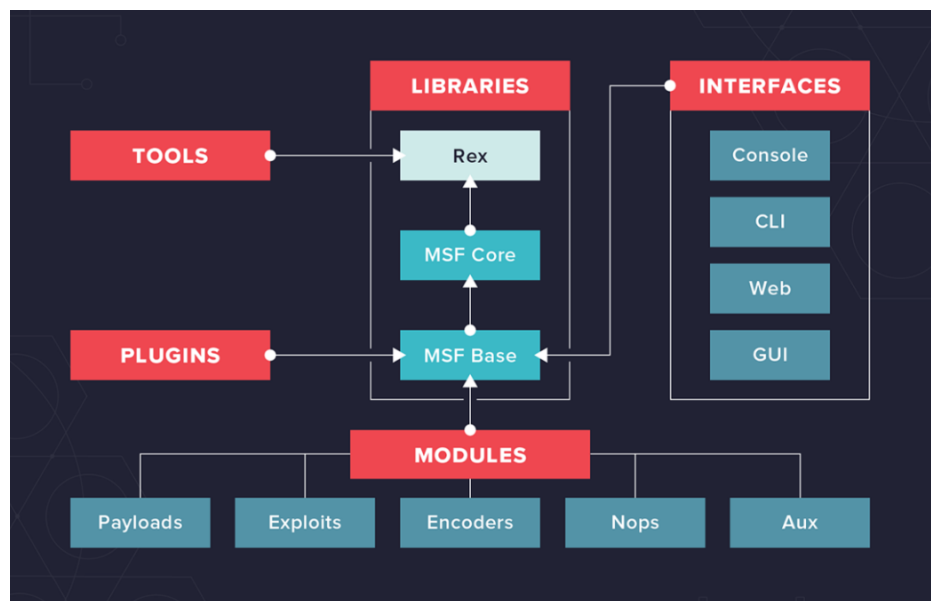 LIBRARIES
INTERFACES
TOOLS
Rex
Console
CLI
MSF Core
Web
PLUGINS
MSF Base
GUI
MODULES
Payloads
Exploits
Encoders
Nops
Aux